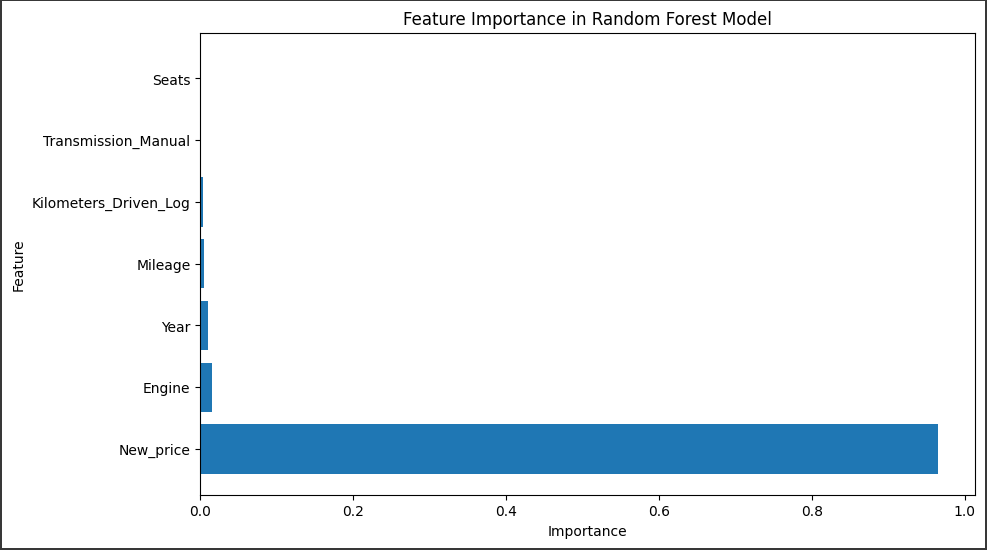 Feature Importance in Random Forest Model
Seats
Transmission_Manual
Kilometers_Driven_Log
Mileage
Year
Engine
New_price
Feature
0.0 0.2 0.4 0.6 0.8 1.0
Importance